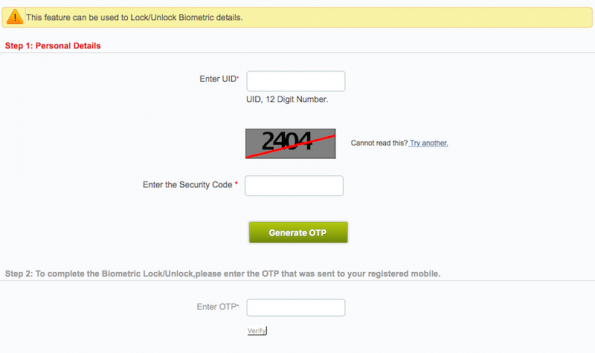 This feature can be used to Lock/Unlock Biometric details.
Step 1: Personal Details
Enter UID*
UID, 12 Digit Number.
2404
Cannot read this? Try another.
Enter the Security Code *
Generate OTP
Step 2: To complete the Biometric Lock/Unlock,please enter the OTP that was sent to your registered mobile.
Enter OTP*
Verify